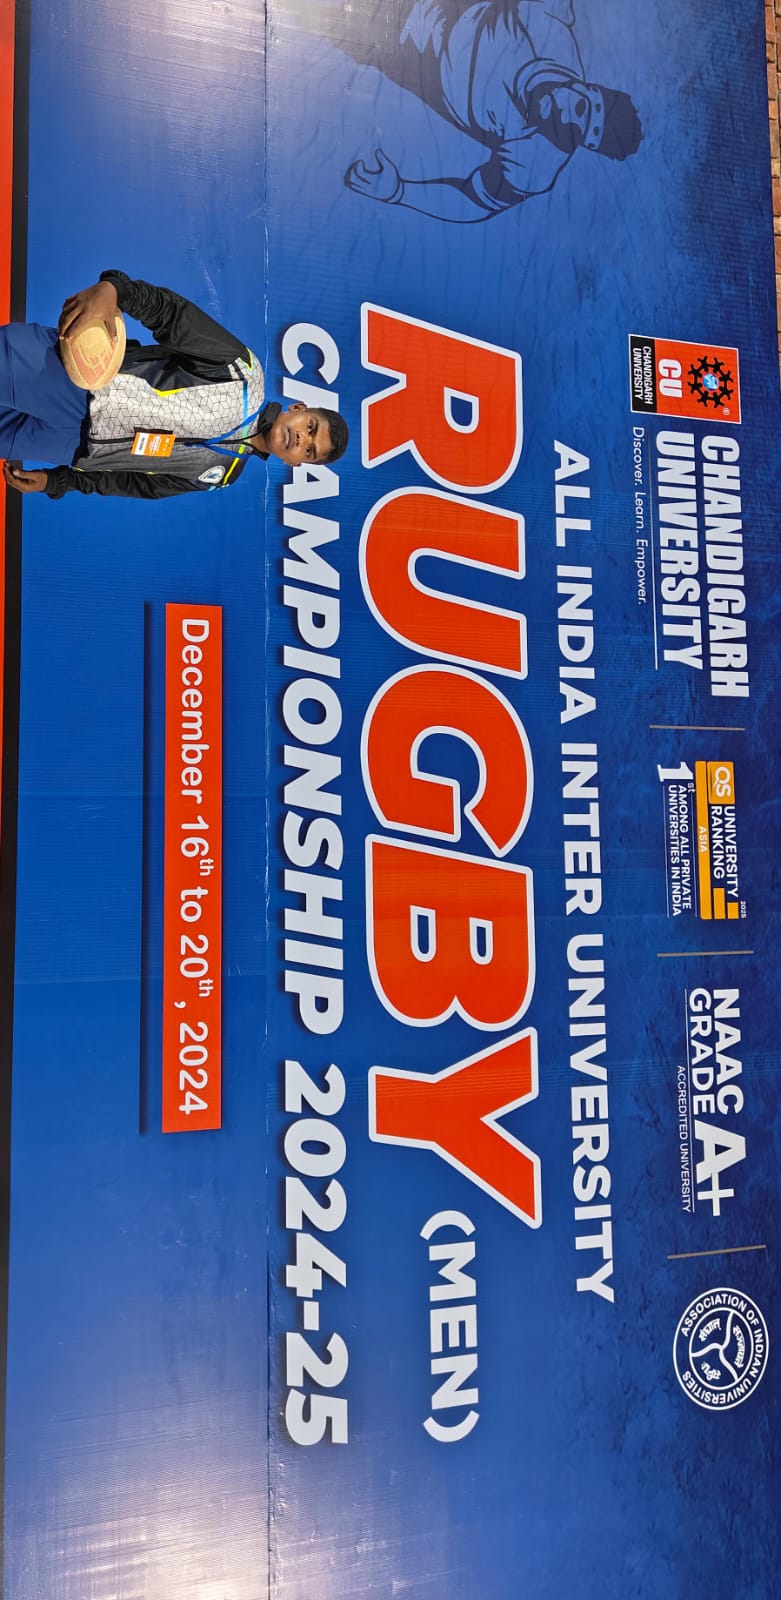 CU
CHANDIGARH
UNIVERSITY
CHANDIGARH
UNIVERSITY
Discover. Learn. Empower.
QS UNIVERSITY
RANKING 2025
ASIA
1st AMONG ALL PRIVATE
UNIVERSITIES IN INDIA
NAAC
GRADE A+
ACCREDITED UNIVERSITY
ASSOCIATION OF INDIAN UNIVERSITIES
ALL INDIA INTER UNIVERSITY
RUGBY (MEN)
CHAMPIONSHIP 2024-25
December 16th to 20th, 2024